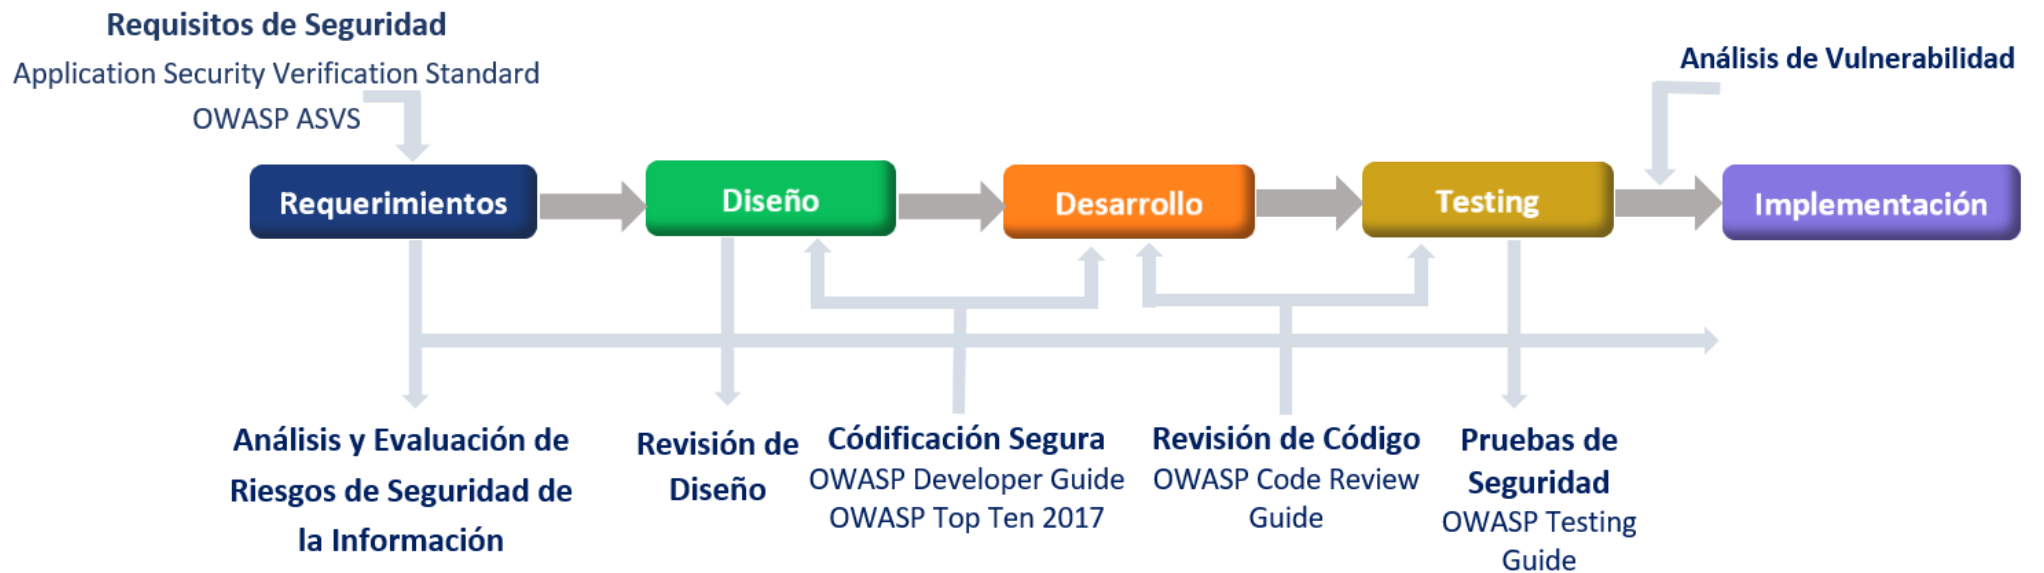 Requisitos de Seguridad
Application Security Verification Standard
OWASP ASVS
Análisis de Vulnerabilidad
Requerimientos
Diseño
Desarrollo
Testing
Implementación
Análisis y Evaluación de
Riesgos de Seguridad de
la Información
Revisión de
Diseño
Códificación Segura
OWASP Developer Guide
OWASP Top Ten 2017
Revisión de Código
OWASP Code Review
Guide
Pruebas de
Seguridad
OWASP Testing
Guide